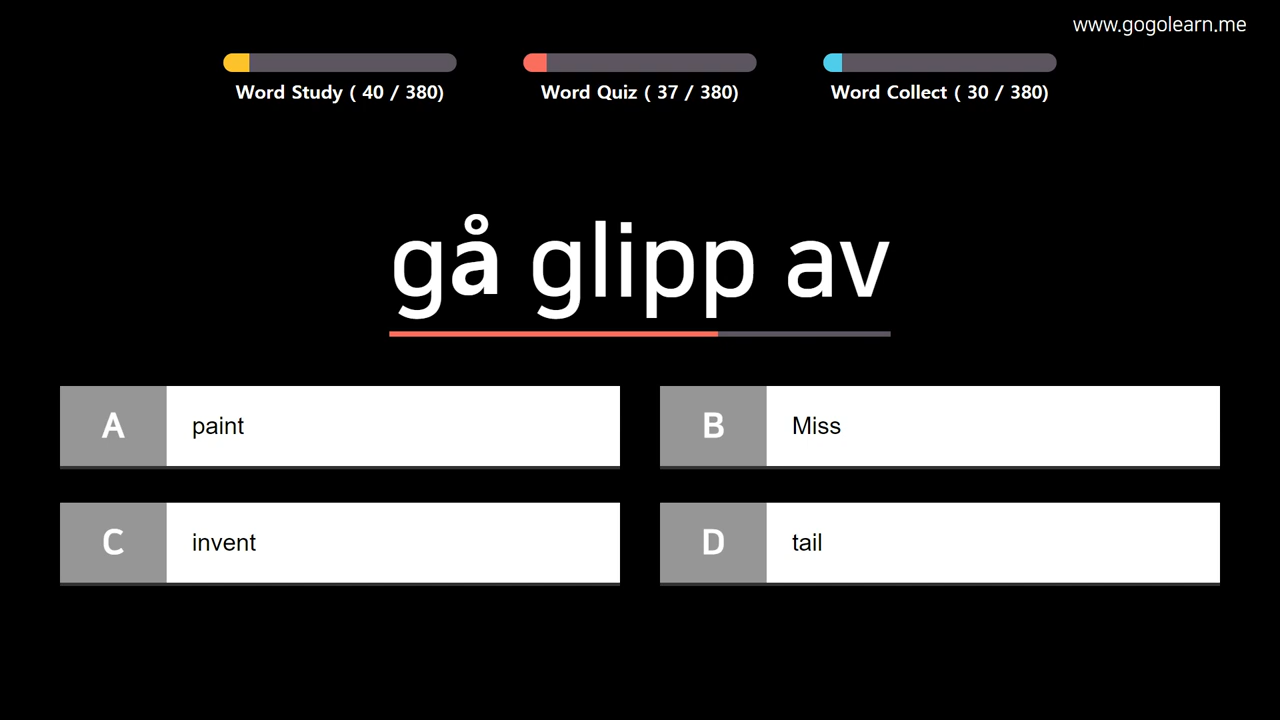 www.gogolearn.me
Word Study ( 40 / 380)
Word Quiz ( 37 / 380)
Word Collect ( 30 / 380)
gå glipp av
A paint
B Miss
C invent
D tail